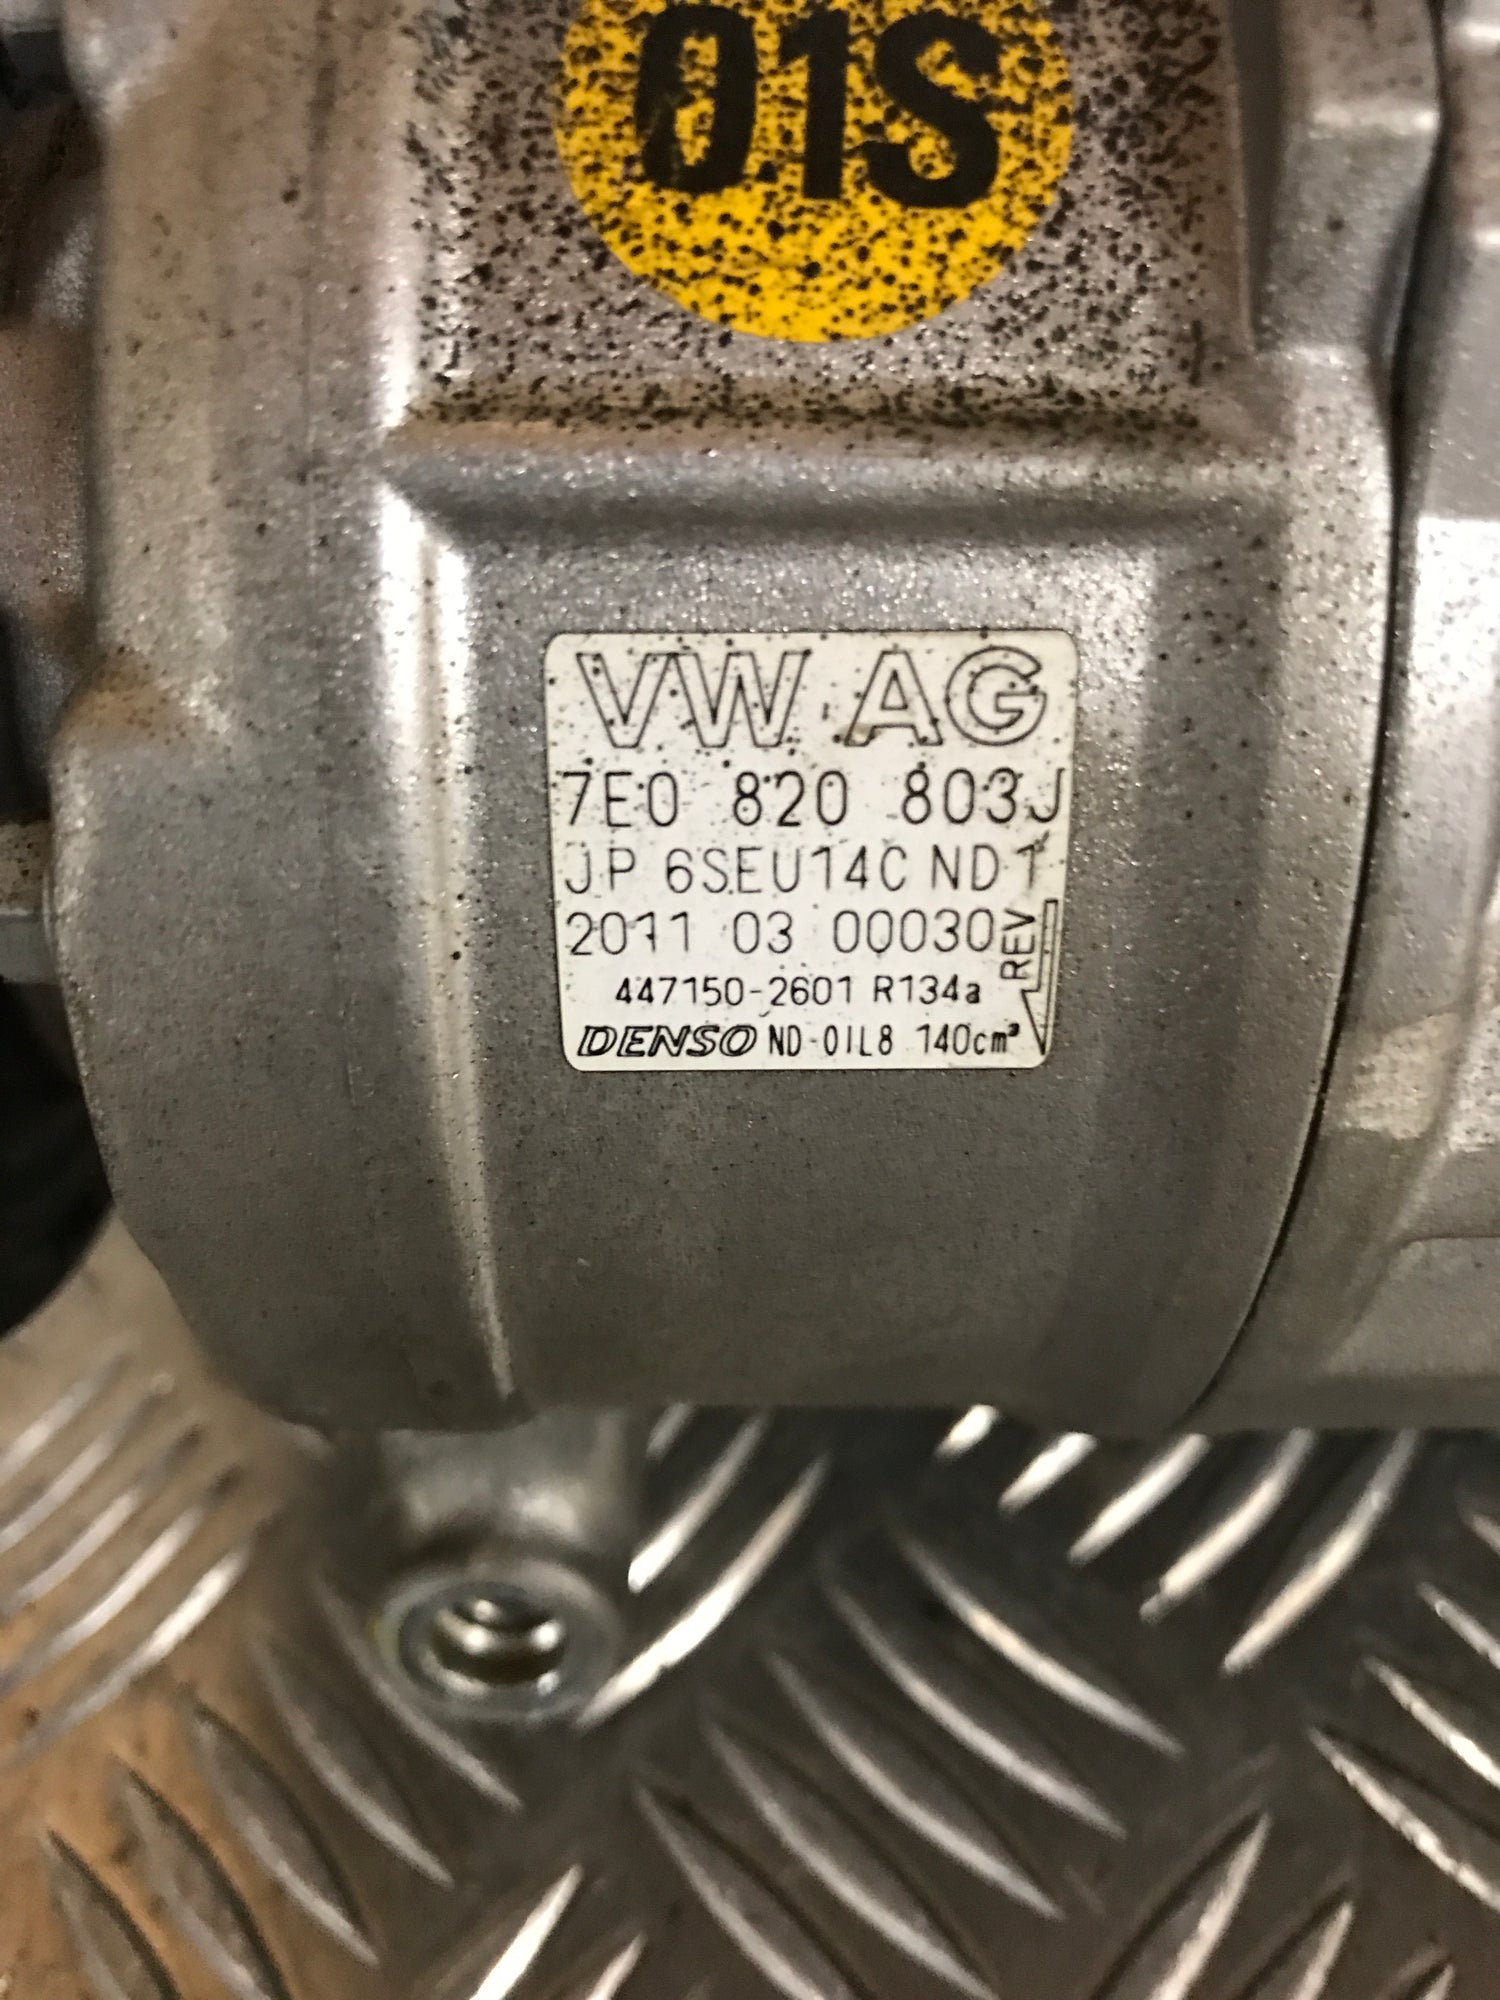 01S
VW AG
7E0 820 803J
JP 6SEU14C ND1
2011 03 00030
REV
447150-2601 R134a
DENSO ND-OIL8 140cm³